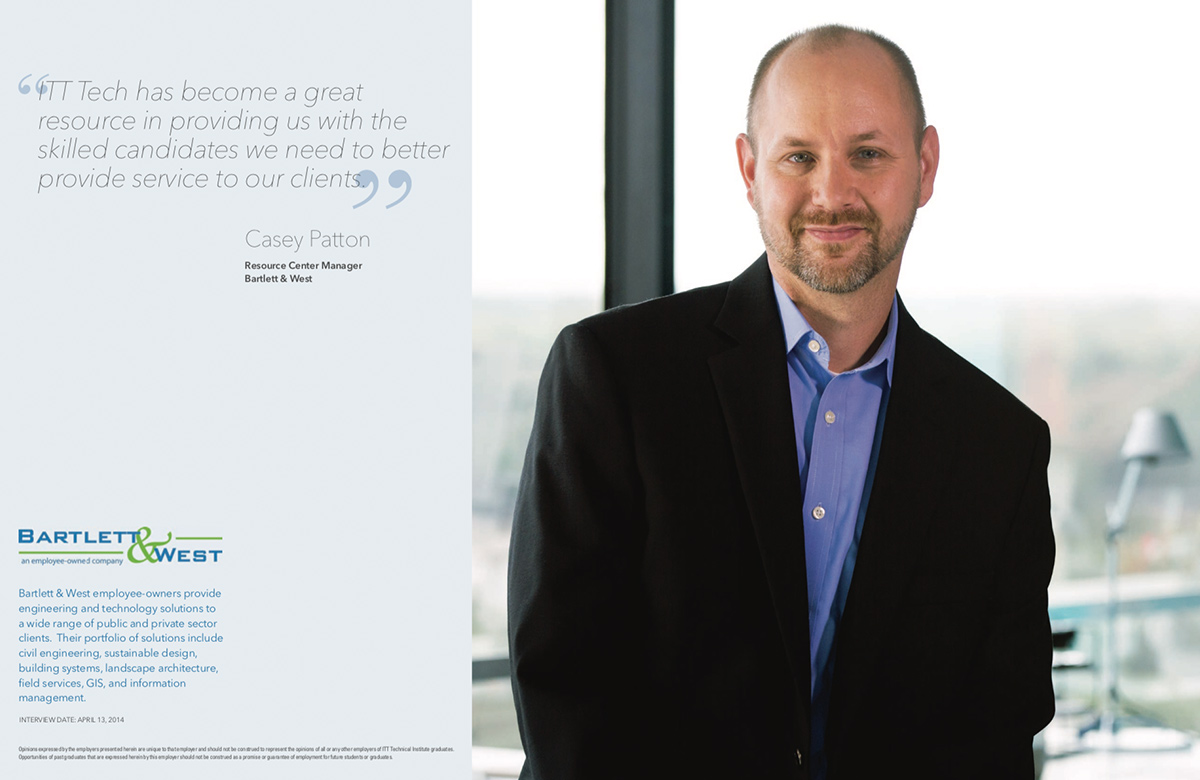 “ITT Tech has become a great
resource in providing us with the
skilled candidates we need to better
provide service to our clients.”
Casey Patton
Resource Center Manager
Bartlett & West
BARTLETT & WEST
an employee-owned company
Bartlett & West employee-owners provide
engineering and technology solutions to
a wide range of public and private sector
clients.  Their portfolio of solutions include
civil engineering, sustainable design,
building systems, landscape architecture,
field services, GIS, and information
management.
INTERVIEW DATE: APRIL 13, 2014
Opinions expressed by the employers presented herein are unique to that employer and should not be construed to represent the opinions of all or any other employers of ITT Technical Institute graduates.
Opportunities of past graduates that are expressed herein by this employer should not be construed as a promise or guarantee of employment for future students or graduates.